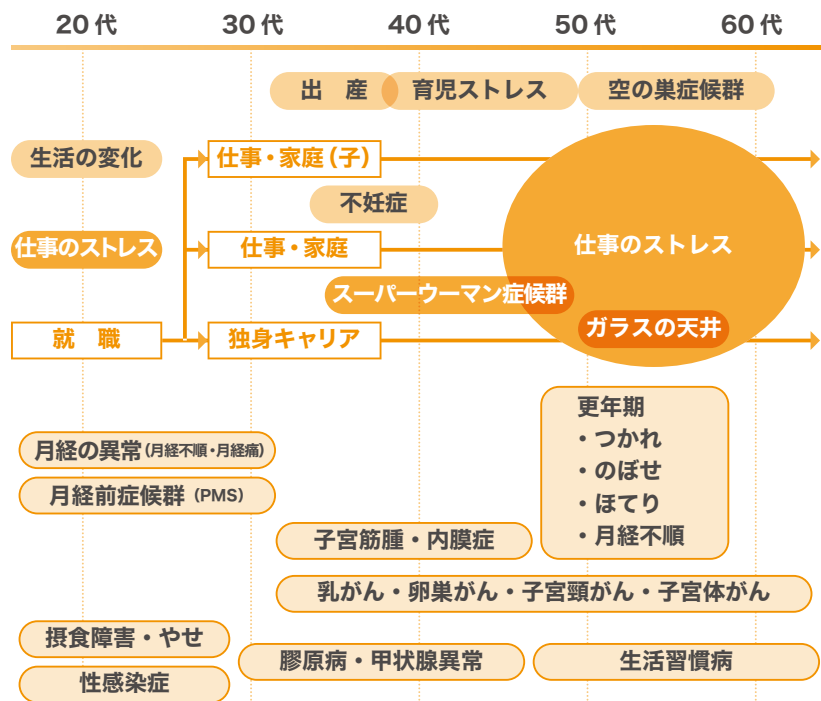 20代 30代 40代 50代 60代
出　産 育児ストレス 空の巣症候群
生活の変化 仕事・家庭（子）
不妊症
仕事のストレス 仕事・家庭 仕事のストレス
スーパーウーマン症候群
ガラスの天井
就　職 独身キャリア
更年期
・つかれ
・のぼせ
・ほてり
・月経不順
月経の異常（月経不順・月経痛）
月経前症候群（PMS）
子宮筋腫・内膜症
乳がん・卵巣がん・子宮頸がん・子宮体がん
摂食障害・やせ
膠原病・甲状腺異常 生活習慣病
性感染症